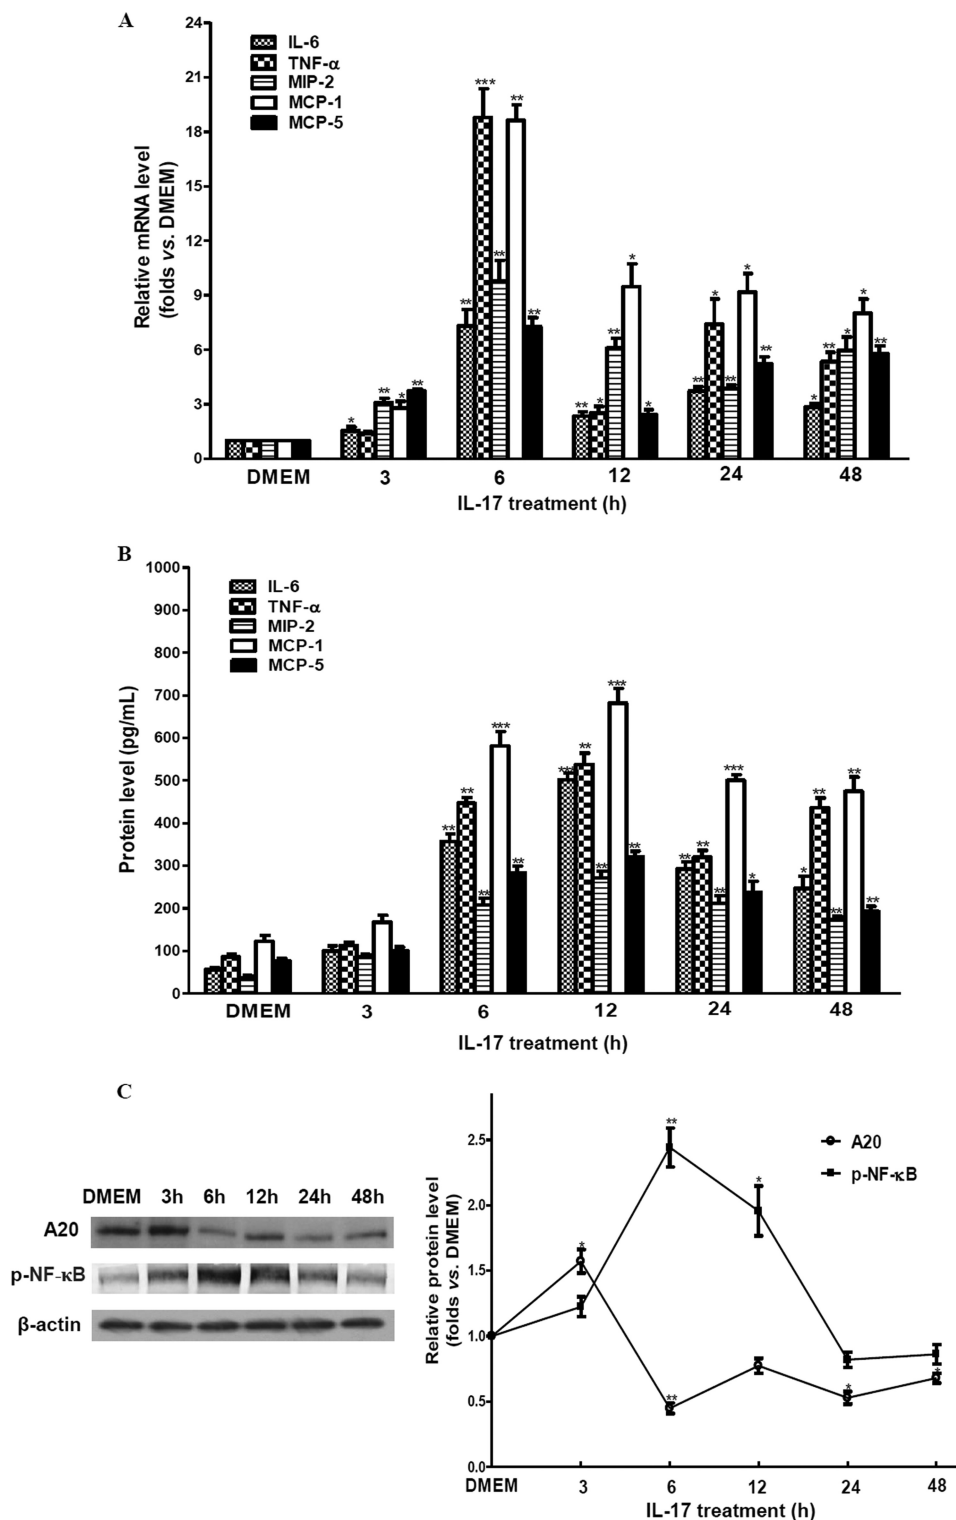 A
24
21
18
15
12
9
6
3
0
Relative mRNA level
(folds vs. DMEM)
IL-6
TNF-α
MIP-2
MCP-1
MCP-5
* * ** * **
** *** ** ** **
** * ** * *
** * ** * **
* ** * * **
DMEM 3 6 12 24 48
IL-17 treatment (h)
B
1000
900
800
700
600
500
400
300
200
100
0
Protein level (pg/mL)
IL-6
TNF-α
MIP-2
MCP-1
MCP-5
** ** ** *** **
*** ** ** *** **
** ** ** *** *
* ** ** ** **
DMEM 3 6 12 24 48
IL-17 treatment (h)
C
DMEM 3h 6h 12h 24h 48h
A20
p-NF-κB
β-actin
2.5
2.0
1.5
1.0
0.5
0.0
Relative protein level
(folds vs. DMEM)
A20
p-NF-κB
* ** ** * * *
DMEM 3 6 12 24 48
IL-17 treatment (h)